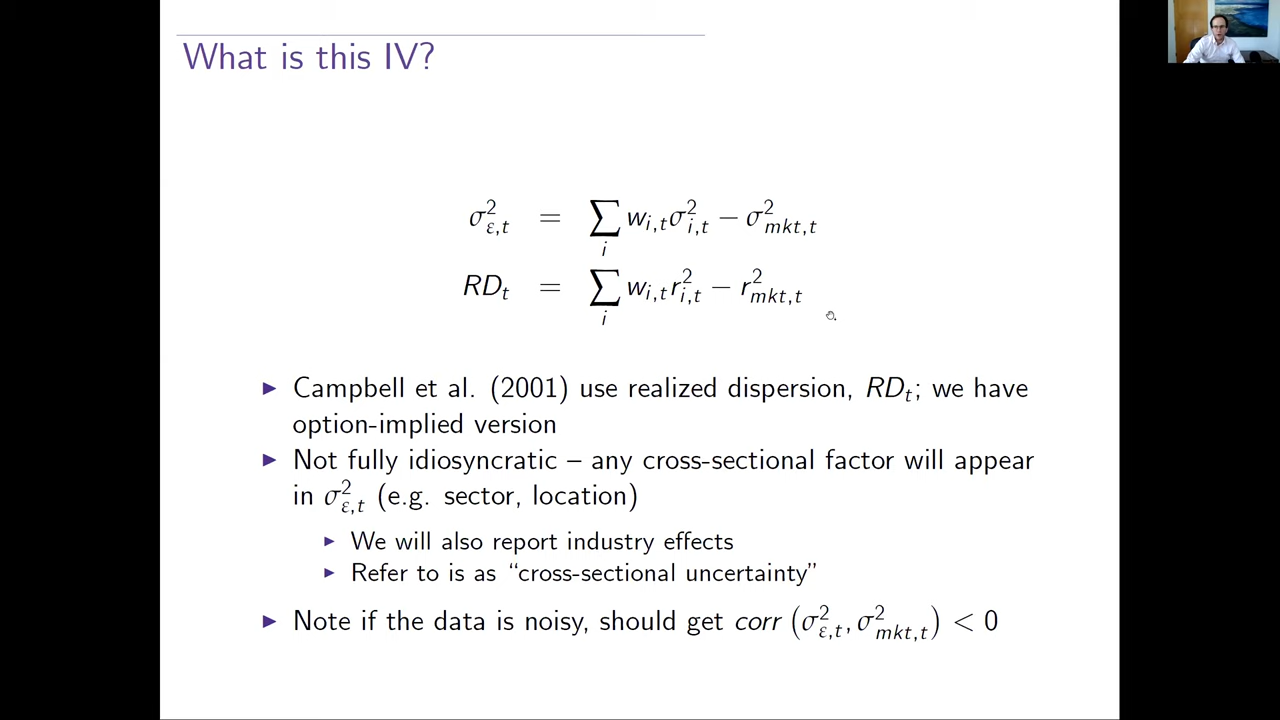 What is this IV?
σ²_{ε,t} = ∑_i w_{i,t}σ²_{i,t} − σ²_{mkt,t}
RD_t = ∑_i w_{i,t}r²_{i,t} − r²_{mkt,t}
▶ Campbell et al. (2001) use realized dispersion, RD_t; we have
option-implied version
▶ Not fully idiosyncratic – any cross-sectional factor will appear
in σ²_{ε,t} (e.g. sector, location)
▶ We will also report industry effects
▶ Refer to is as “cross-sectional uncertainty”
▶ Note if the data is noisy, should get corr (σ²_{ε,t}, σ²_{mkt,t}) < 0